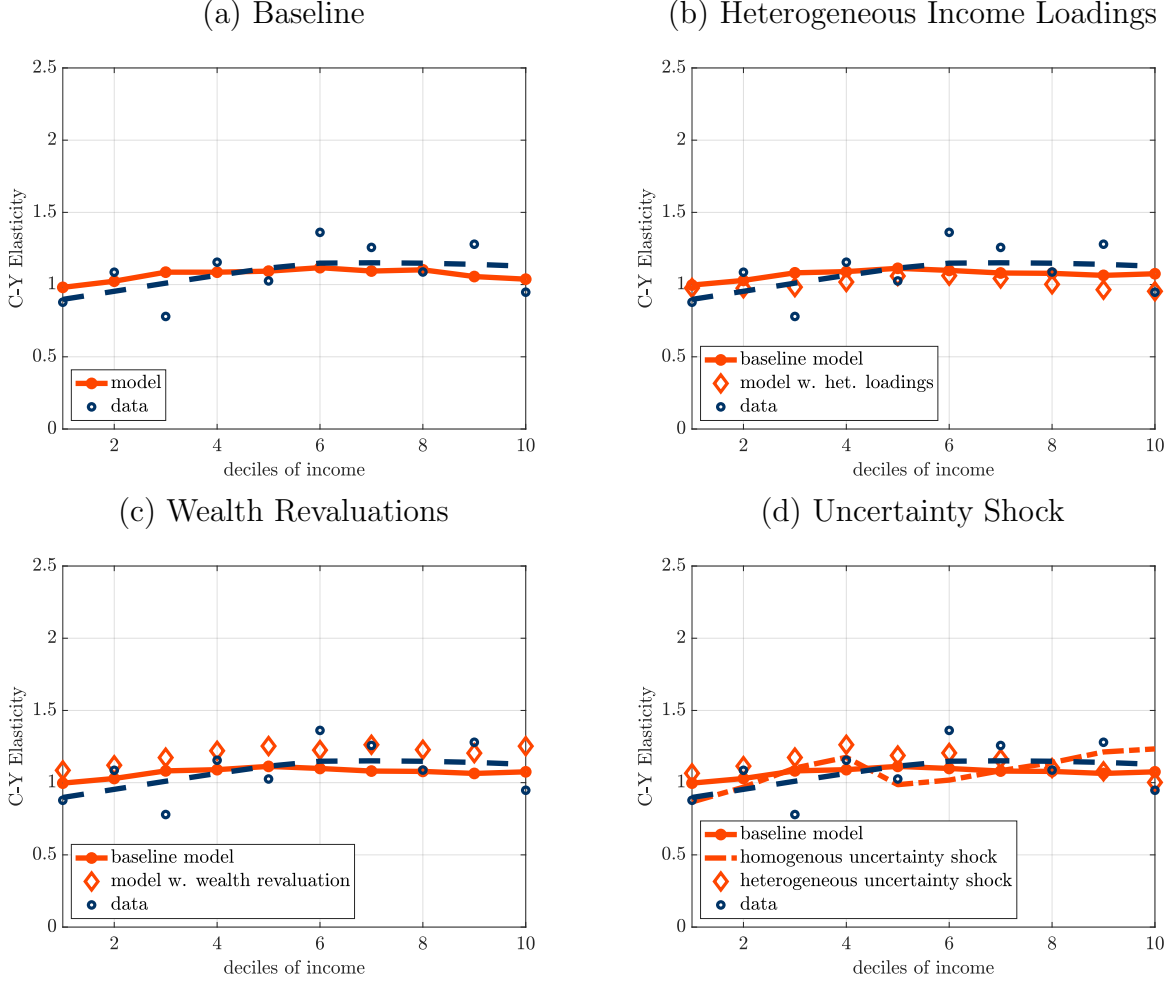 (a) Baseline
2.5
2
1.5
1
0.5
0
C-Y Elasticity
model
data
2 4 6 8 10
deciles of income
(b) Heterogeneous Income Loadings
2.5
2
1.5
1
0.5
0
C-Y Elasticity
baseline model
model w. het. loadings
data
2 4 6 8 10
deciles of income
(c) Wealth Revaluations
2.5
2
1.5
1
0.5
0
C-Y Elasticity
baseline model
model w. wealth revaluation
data
2 4 6 8 10
deciles of income
(d) Uncertainty Shock
2.5
2
1.5
1
0.5
0
C-Y Elasticity
baseline model
homogenous uncertainty shock
heterogeneous uncertainty shock
data
2 4 6 8 10
deciles of income